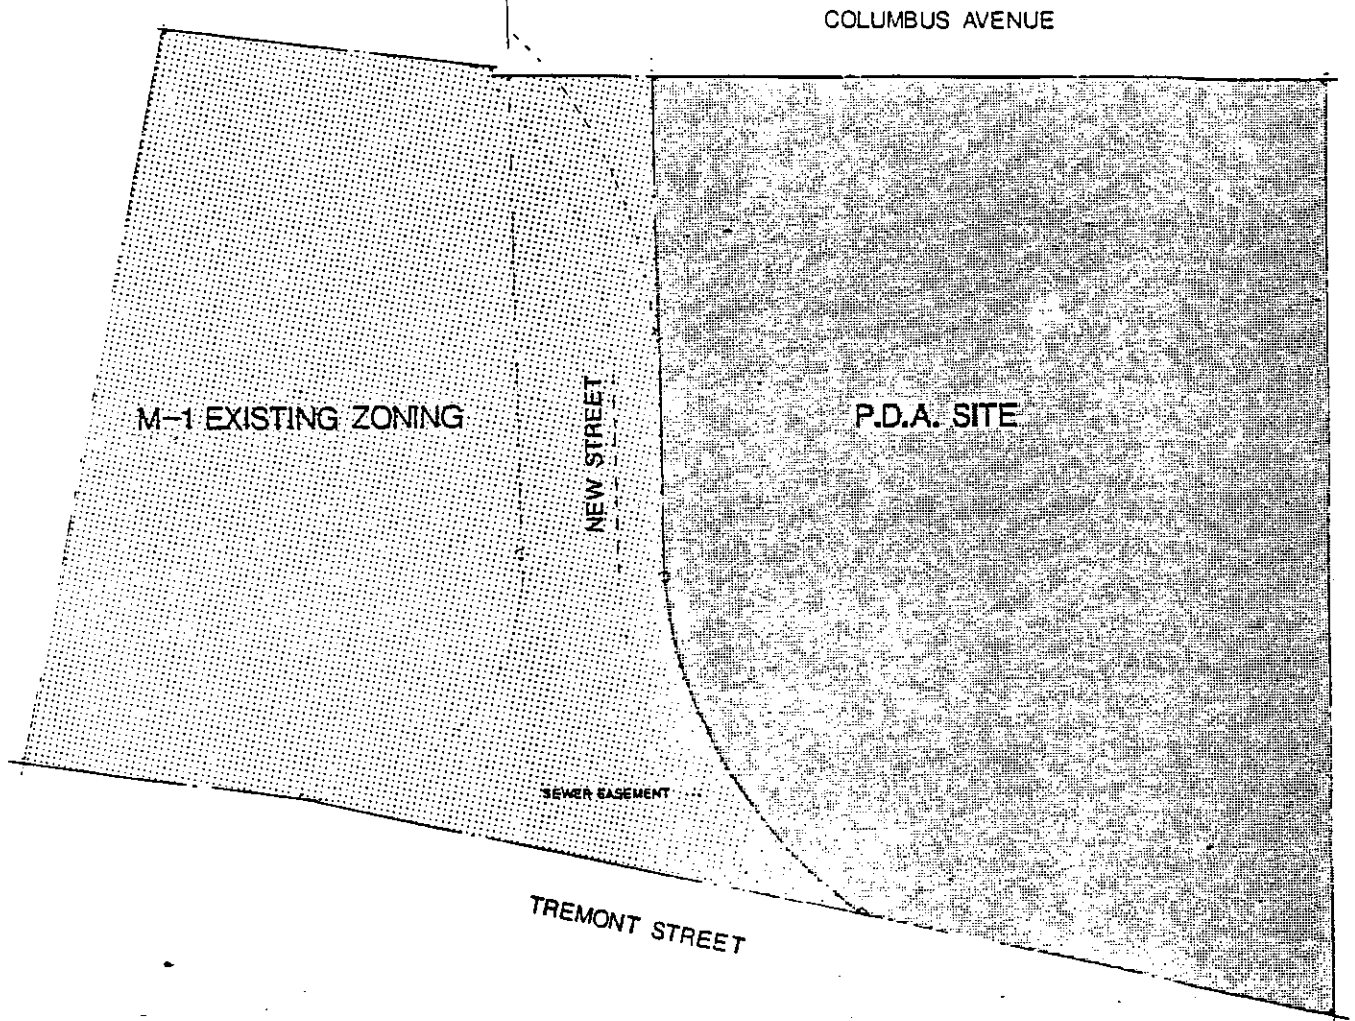 COLUMBUS AVENUE
M-1 EXISTING ZONING
NEW STREET
P.D.A. SITE
SEWER EASEMENT
TREMONT STREET